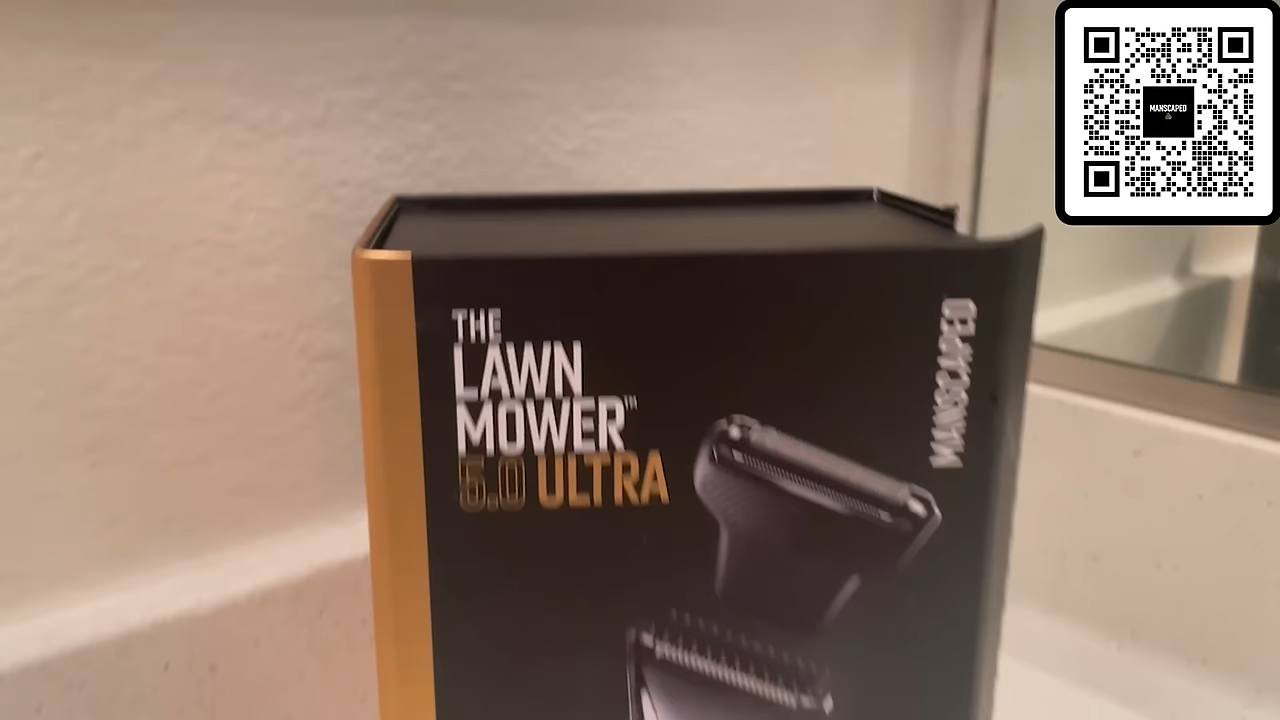 MANSCAPED
THE
LAWN
MOWER™
5.0 ULTRA
MANSCAPED